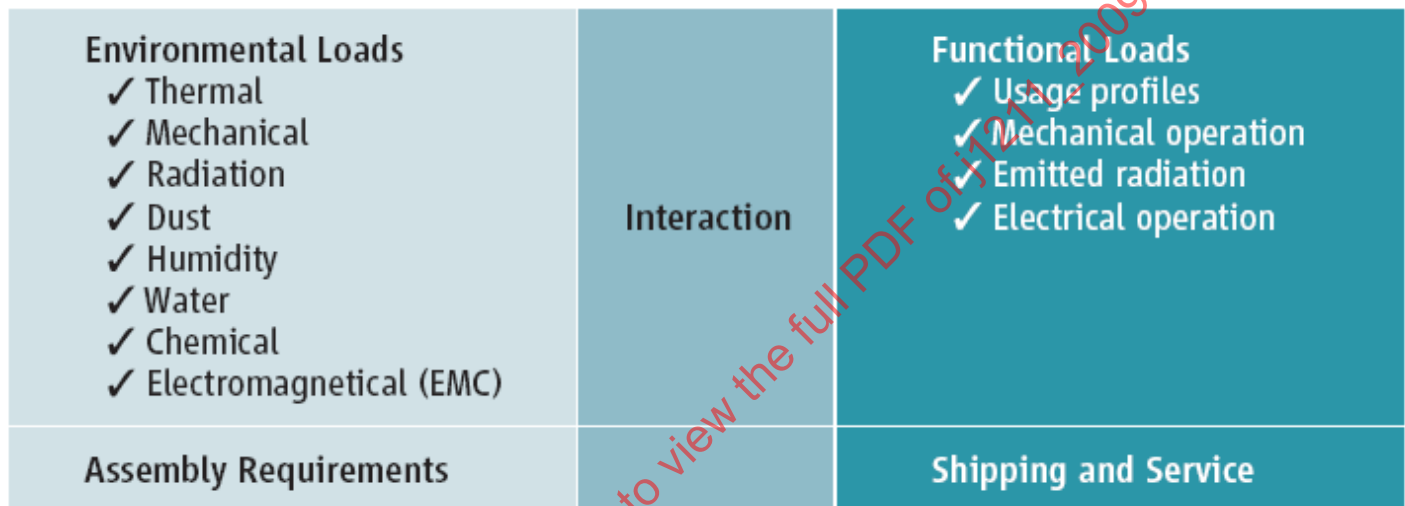 Environmental Loads
✓ Thermal
✓ Mechanical
✓ Radiation
✓ Dust
✓ Humidity
✓ Water
✓ Chemical
✓ Electromagnetical (EMC)
Interaction
Functional Loads
✓ Usage profiles
✓ Mechanical operation
✓ Emitted radiation
✓ Electrical operation
Assembly Requirements
Shipping and Service
to view the full PDF of j1211_2009